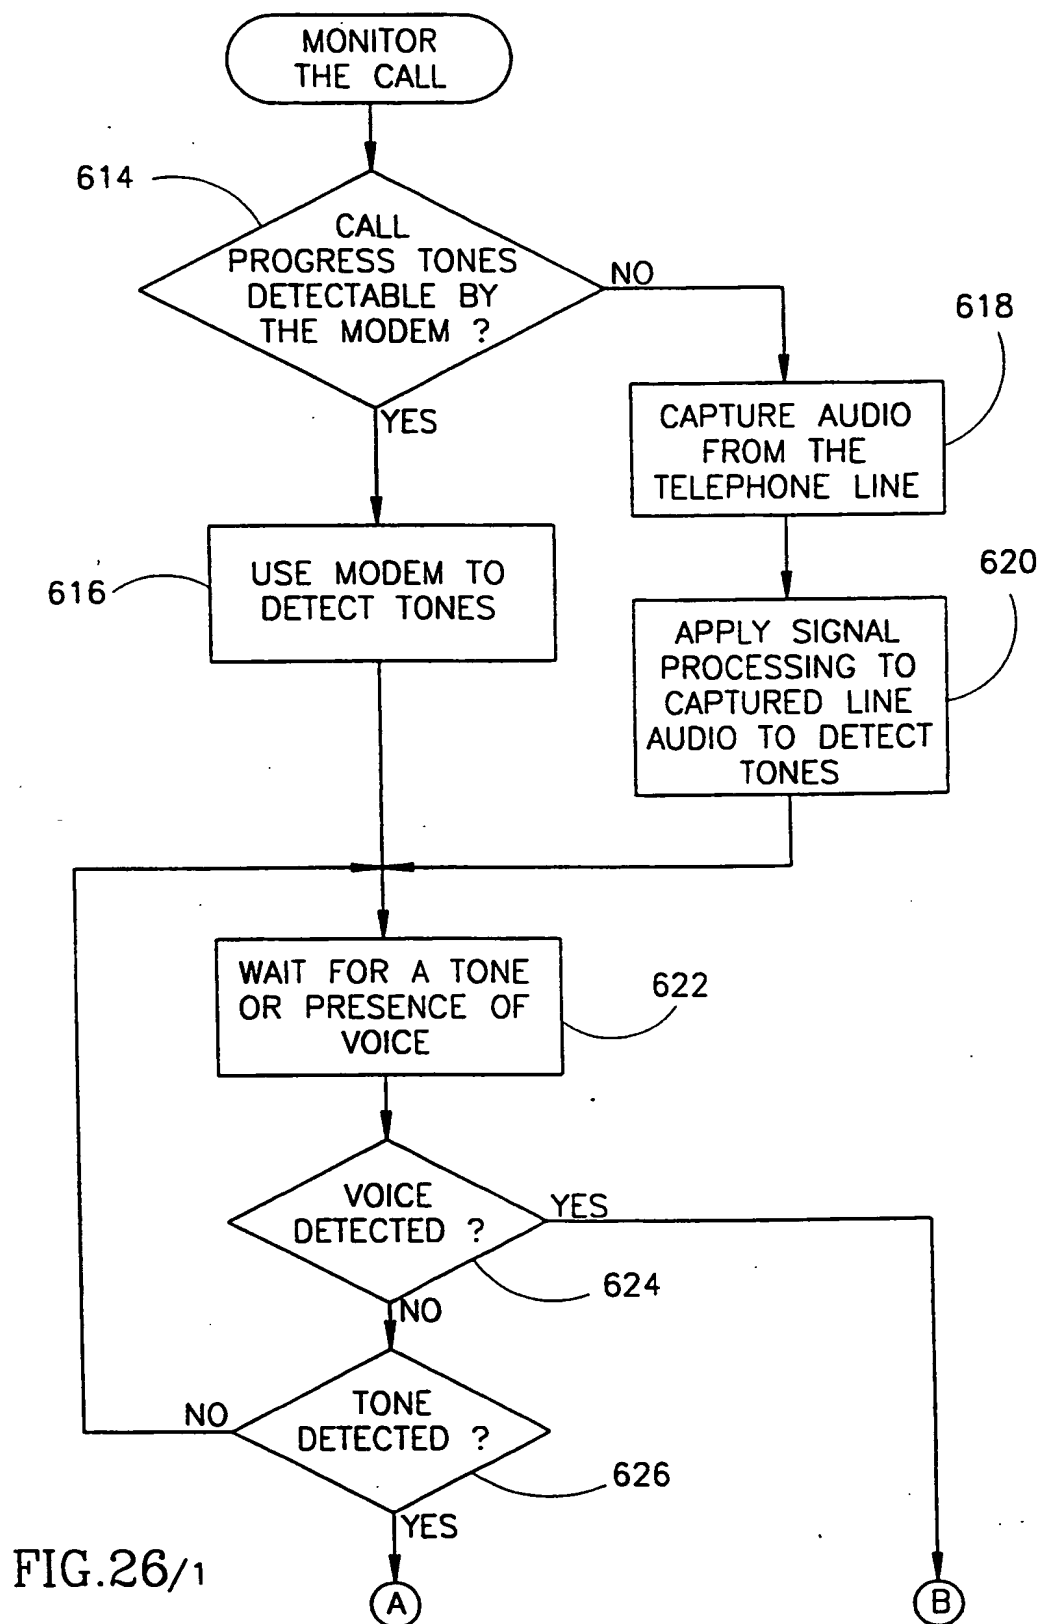 MONITOR
THE CALL
614
CALL
PROGRESS TONES
DETECTABLE BY
THE MODEM ?
NO
618
YES
CAPTURE AUDIO
FROM THE
TELEPHONE LINE
616
USE MODEM TO
DETECT TONES
620
APPLY SIGNAL
PROCESSING TO
CAPTURED LINE
AUDIO TO DETECT
TONES
WAIT FOR A TONE
OR PRESENCE OF
VOICE
622
VOICE
DETECTED ?
YES
624
NO
TONE
DETECTED ?
NO
626
YES
FIG.26/1
A
B